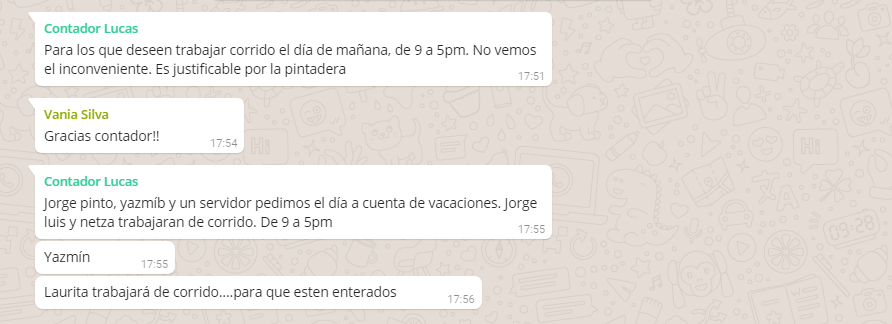 Contador Lucas
Para los que deseen trabajar corrido el día de mañana, de 9 a 5pm. No vemos
el inconveniente. Es justificable por la pintadera
17:51
Vania Silva
Gracias contador!!
17:54
Contador Lucas
Jorge pinto, yazmíb y un servidor pedimos el día a cuenta de vacaciones. Jorge
luis y netza trabajaran de corrido. De 9 a 5pm
17:55
Yazmín
17:55
Laurita trabajará de corrido....para que esten enterados
17:56